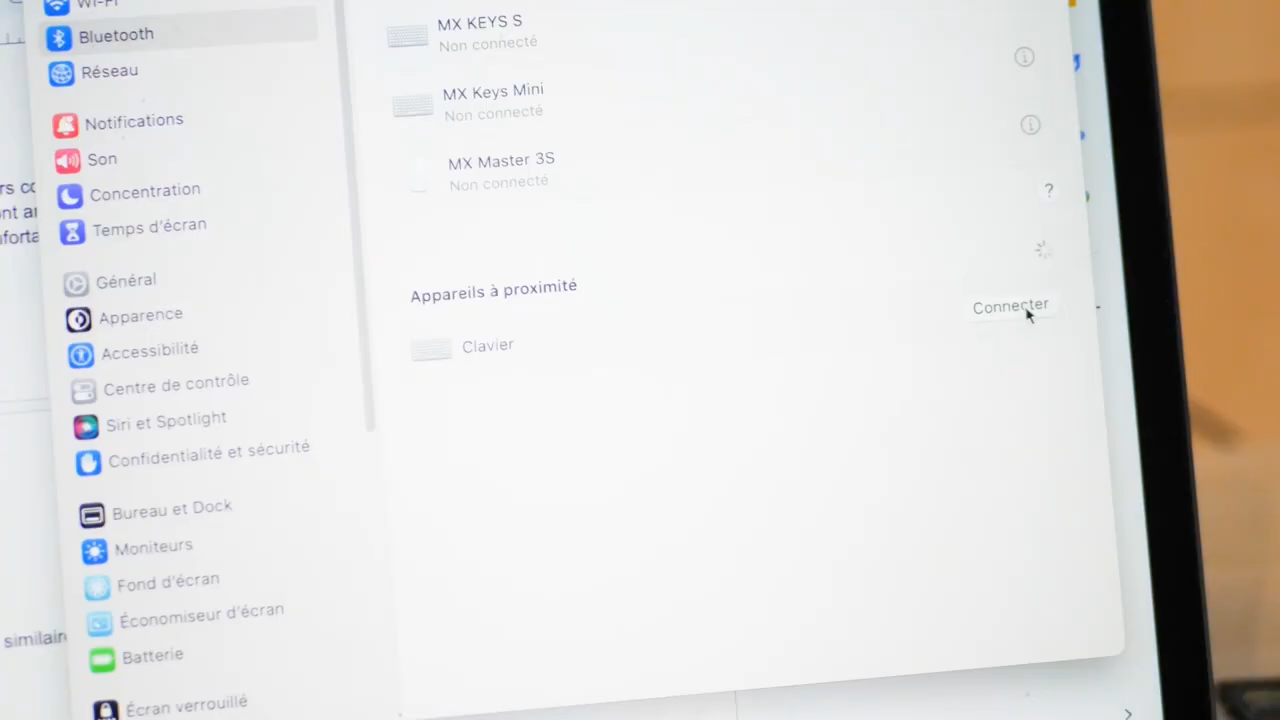 Wi-Fi
Bluetooth
Réseau
Notifications
Son
Concentration
Temps d'écran
Général
Apparence
Accessibilité
Centre de contrôle
Siri et Spotlight
Confidentialité et sécurité
Bureau et Dock
Moniteurs
Fond d'écran
Économiseur d'écran
Batterie
Écran verrouillé
MX KEYS S
Non connecté
MX Keys Mini
Non connecté
MX Master 3S
Non connecté
?
Appareils à proximité
Clavier
Connecter